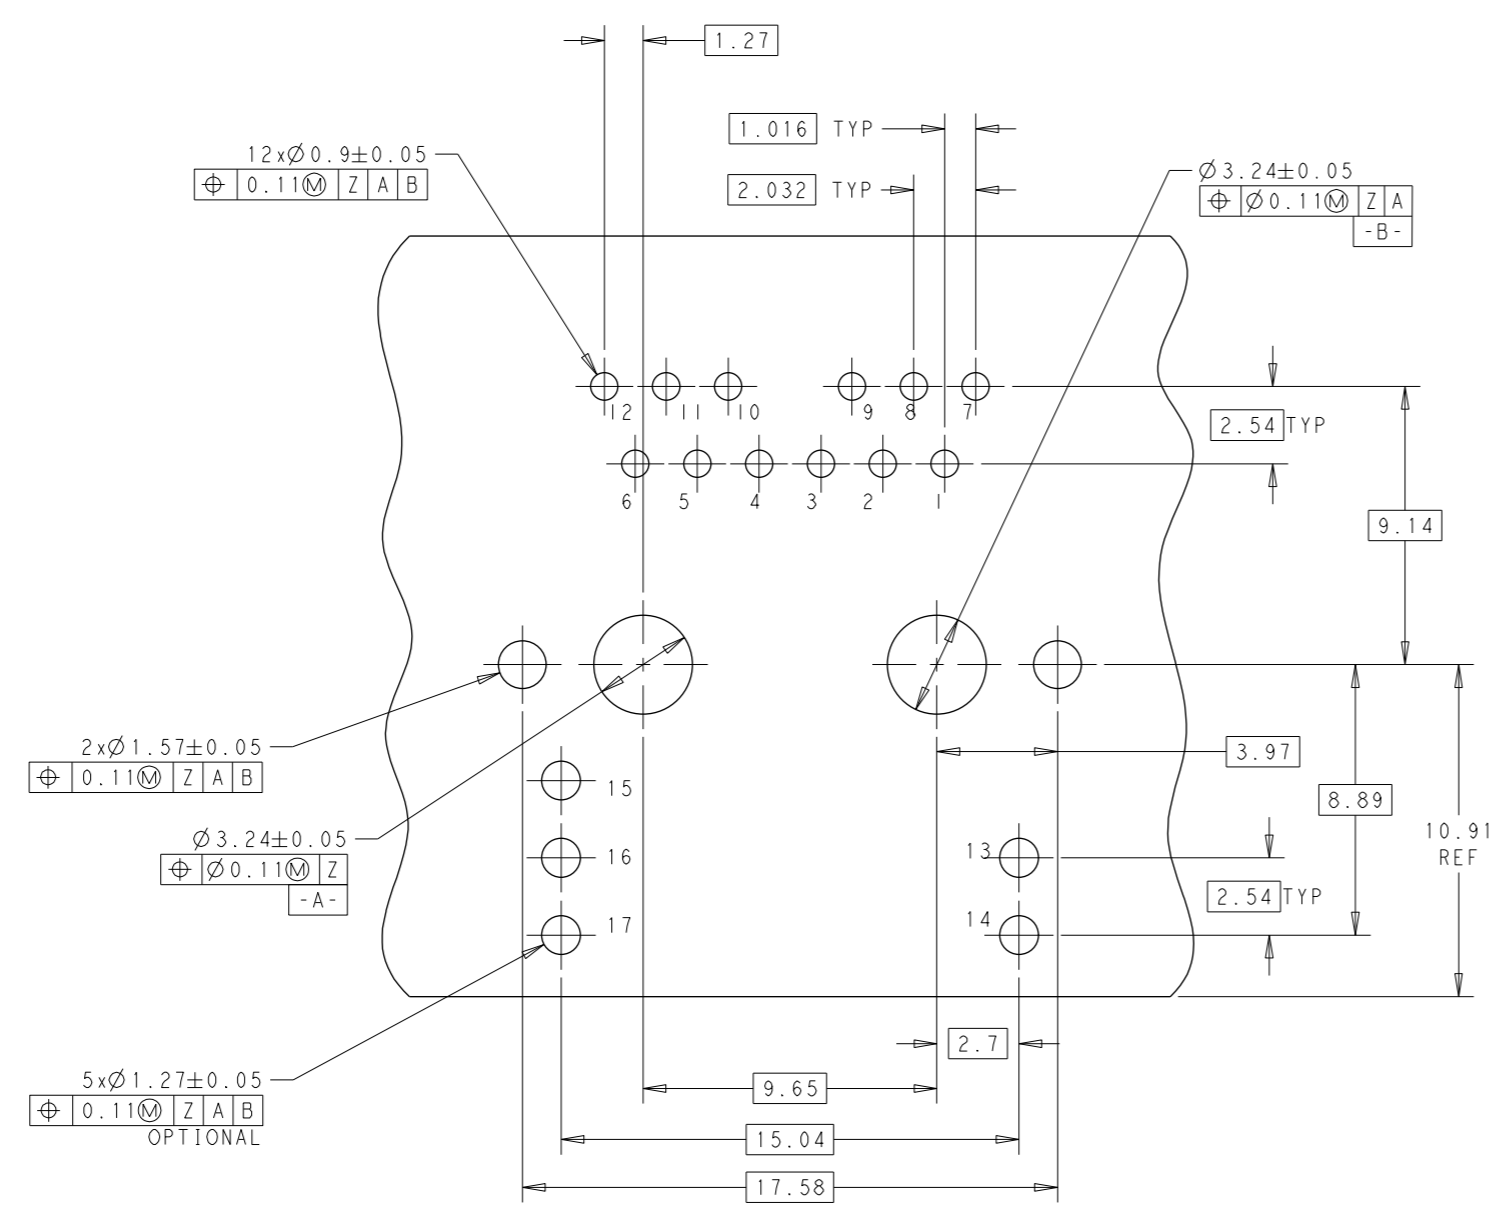 1.27
1.016 TYP
12xØ0.9±0.05
⌖ 0.11Ⓜ Z A B
Ø3.24±0.05
⌖ Ø0.11Ⓜ Z A
-B-
2.032 TYP
12 11 10 9 8 7
2.54 TYP
6 5 4 3 2 1
9.14
2xØ1.57±0.05
⌖ 0.11Ⓜ Z A B
3.97
15
8.89
Ø3.24±0.05
⌖ Ø0.11Ⓜ Z
-A-
10.91
REF
16
13
2.54 TYP
17
14
2.7
5xØ1.27±0.05
⌖ 0.11Ⓜ Z A B
OPTIONAL
9.65
15.04
17.58